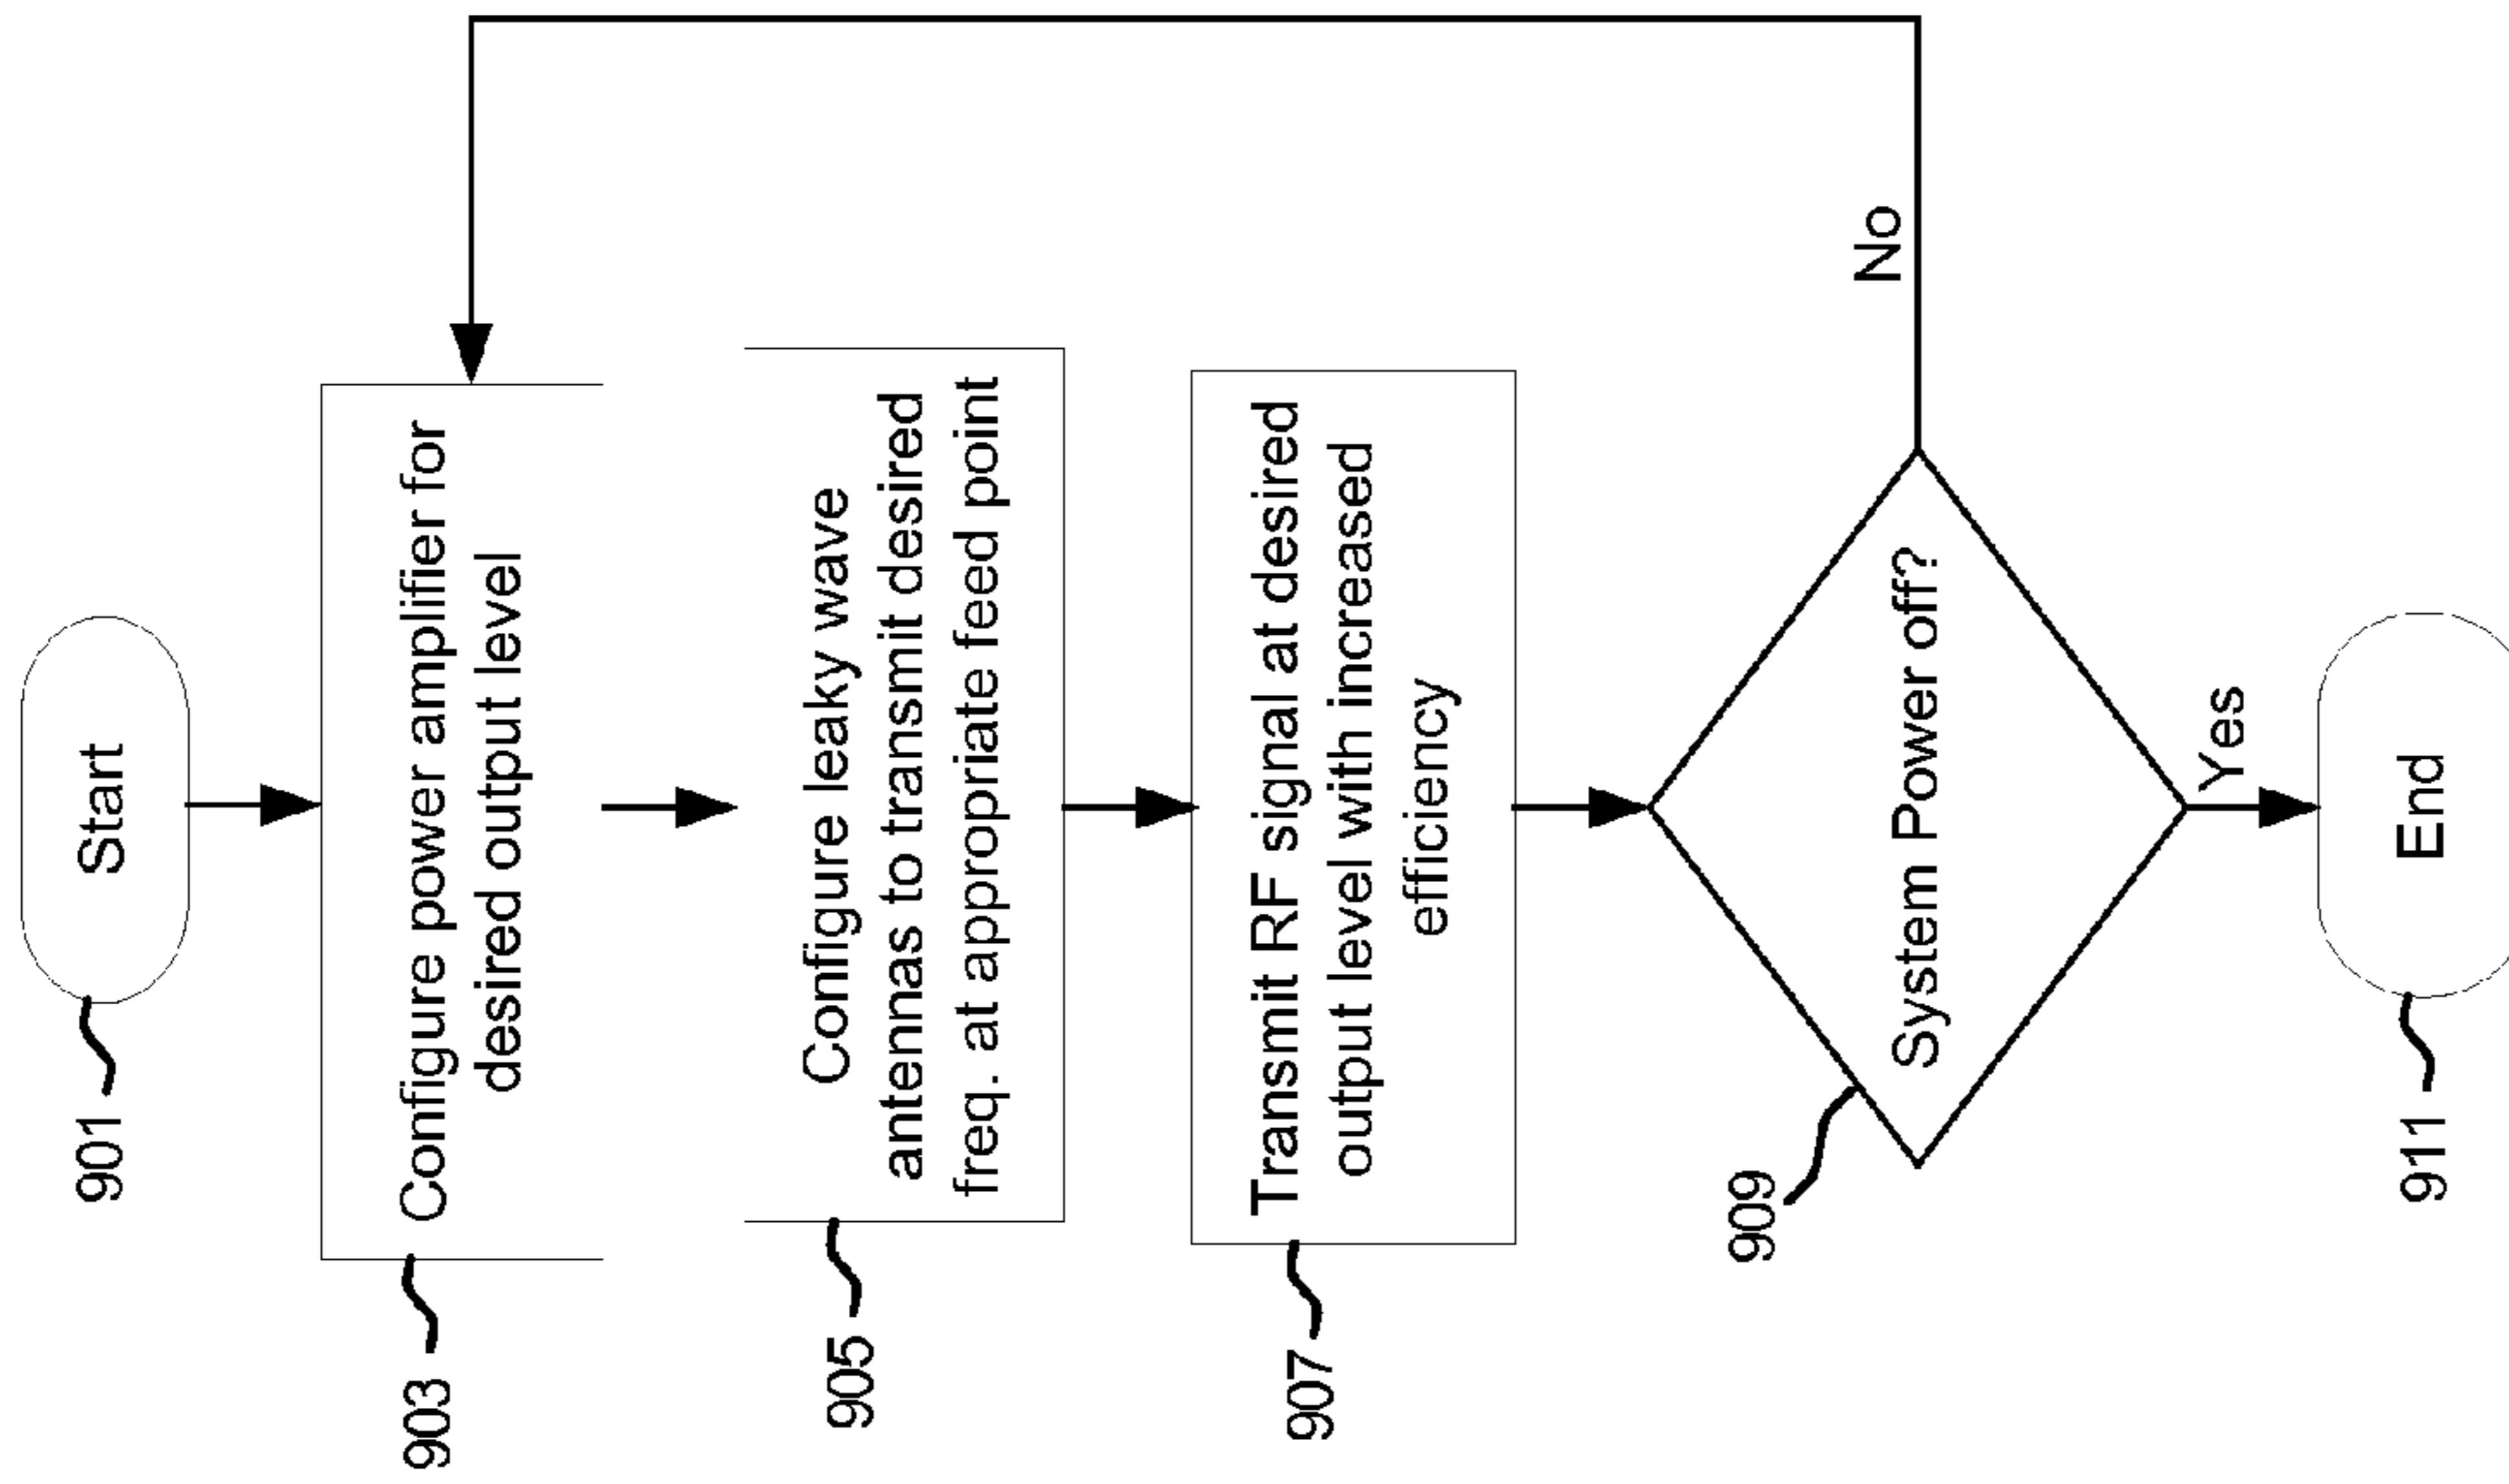 901
Start
903
Configure power amplifier for
desired output level
905
Configure leaky wave
antennas to transmit desired
freq. at appropriate feed point
907
Transmit RF signal at desired
output level with increased
efficiency
909
System Power off?
No
Yes
911
End